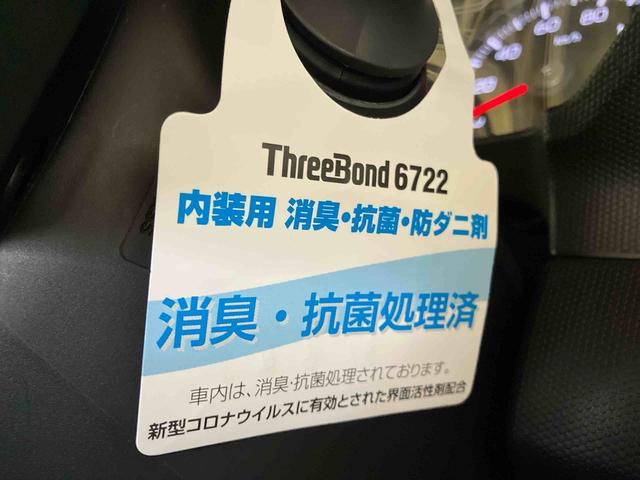 ThreeBond 6722
内装用 消臭・抗菌・防ダニ剤
消臭・抗菌処理済
車内は、消臭・抗菌処理されております。
新型コロナウイルスに有効とされた界面活性剤配合